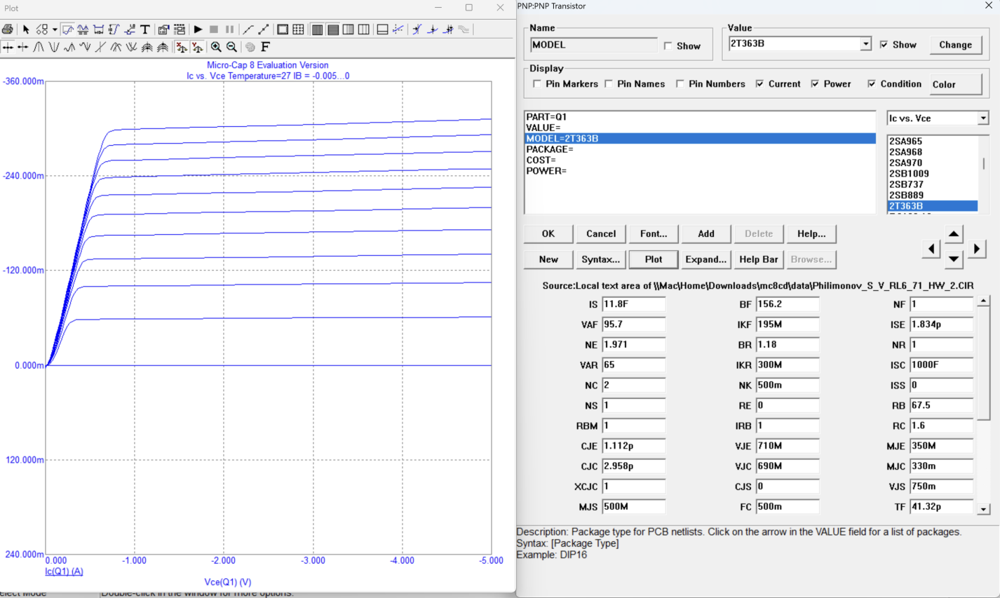 Plot
Micro-Cap 8 Evaluation Version
Ic vs. Vce Temperature=27 IB = -0.005...0
-360.000m
-240.000m
-120.000m
0.000m
120.000m
240.000m
0.000 -1.000 -2.000 -3.000 -4.000 -5.000
Ic(Q1) (A)
Vce(Q1) (V)
elect Mode Double-click in the window for more options.
PNP:PNP Transistor
Name
MODEL Show
Value
2T363B Show Change
Display
Pin Markers Pin Names Pin Numbers Current Power Condition Color
PART=Q1
VALUE=
MODEL=2T363B
PACKAGE=
COST=
POWER=
Ic vs. Vce
2SA965
2SA968
2SA970
2SB1009
2SB737
2SB889
2T363B
OK Cancel Font... Add Delete Help...
New Syntax... Plot Expand... Help Bar Browse...
Source:Local text area of \\Mac\Home\Downloads\mc8cd\data\Philimonov_S_V_RL6_71_HW_2.CIR
IS 11.8F BF 156.2 NF 1
VAF 95.7 IKF 195M ISE 1.834p
NE 1.971 BR 1.18 NR 1
VAR 65 IKR 300M ISC 1000F
NC 2 NK 500m ISS 0
NS 1 RE 0 RB 67.5
RBM 1 IRB 1 RC 1.6
CJE 1.112p VJE 710M MJE 350M
CJC 2.958p VJC 690M MJC 330m
XCJC 1 CJS 0 VJS 750m
MJS 500M FC 500m TF 41.32p
Description: Package type for PCB netlists. Click on the arrow in the VALUE field for a list of packages.
Syntax: [Package Type]
Example: DIP16